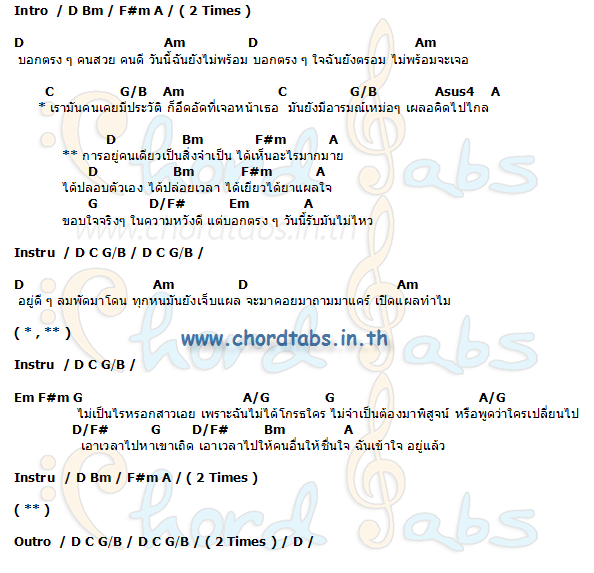 Intro / D Bm / F#m A / ( 2 Times )
D Am D Am
บอกตรง ๆ คนสวย คนดี วันนี้ฉันยังไม่พร้อม บอกตรง ๆ ใจฉันยังตรอม ไม่พร้อมจะเจอ
C G/B Am C G/B Asus4 A
* เรามันคนเคยมีประวัติ ก็อึดอัดที่เจอหน้าเธอ มันยังมีอารมณ์เหม่อๆ เผลอคิดไปไกล
D Bm F#m A
** การอยู่คนเดียวเป็นสิ่งจำเป็น ได้เห็นอะไรมากมาย
D Bm F#m A
ได้ปลอบตัวเอง ได้ปล่อยเวลา ได้เยียวได้ยาแผลใจ
G D/F# Em A
ขอบใจจริงๆ ในความหวังดี แต่บอกตรง ๆ วันนี้รับมันไม่ไหว
Instru / D C G/B / D C G/B /
D Am D Am
อยู่ดี ๆ ลมพัดมาโดน ทุกหนมันยังเจ็บแผล จะมาคอยมาถามมาแคร์ เปิดแผลทำไม
( * , ** )
www.chordtabs.in.th
Instru / D C G/B /
Em F#m G A/G G A/G
ไม่เป็นไรหรอกสาวเอย เพราะฉันไม่ได้โกรธใคร ไม่จำเป็นต้องมาพิสูจน์ หรือพูดว่าใครเปลี่ยนไป
D/F# G D/F# Bm A
เอาเวลาไปหาเขาเถิด เอาเวลาไปให้คนอื่นให้ชื่นใจ ฉันเข้าใจ อยู่แล้ว
Instru / D Bm / F#m A / ( 2 Times )
( ** )
Outro / D C G/B / D C G/B / ( 2 Times ) / D /